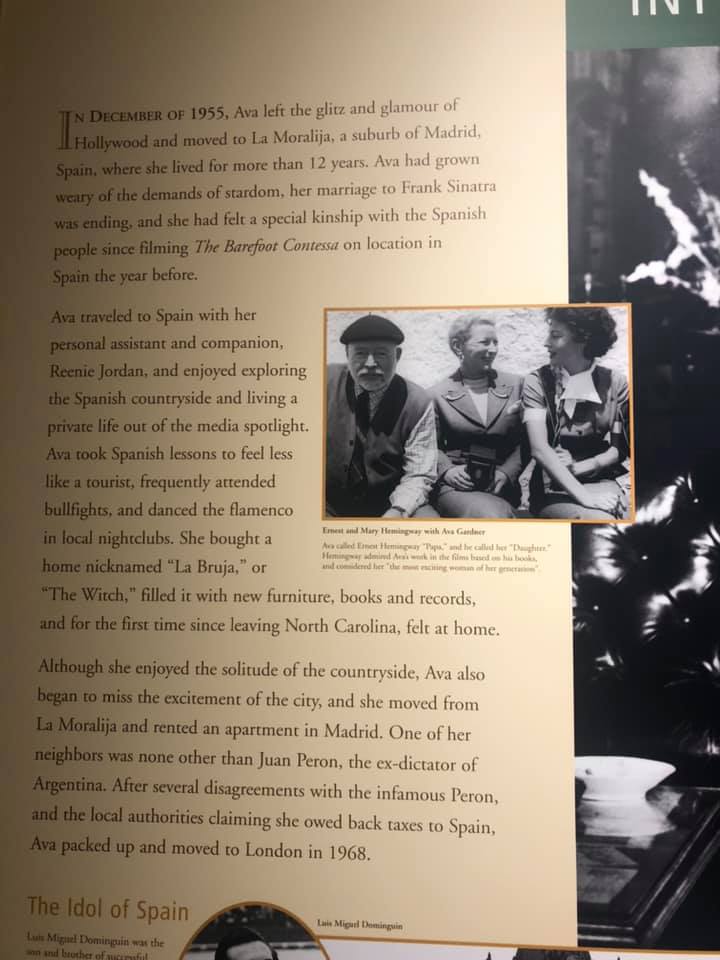 IN DECEMBER OF 1955, Ava left the glitz and glamour of
Hollywood and moved to La Moralija, a suburb of Madrid,
Spain, where she lived for more than 12 years. Ava had grown
weary of the demands of stardom, her marriage to Frank Sinatra
was ending, and she had felt a special kinship with the Spanish
people since filming The Barefoot Contessa on location in
Spain the year before.
Ava traveled to Spain with her
personal assistant and companion,
Reenie Jordan, and enjoyed exploring
the Spanish countryside and living a
private life out of the media spotlight.
Ava took Spanish lessons to feel less
like a tourist, frequently attended
bullfights, and danced the flamenco
in local nightclubs. She bought a
home nicknamed “La Bruja,” or
“The Witch,” filled it with new furniture, books and records,
and for the first time since leaving North Carolina, felt at home.
Ernest and Mary Hemingway with Ava Gardner
Ava called Ernest Hemingway “Papa,” and he called her “Daughter.”
Hemingway admired Ava's work in the films based on his books,
and considered her “the most exciting woman of her generation”.
Although she enjoyed the solitude of the countryside, Ava also
began to miss the excitement of the city, and she moved from
La Moralija and rented an apartment in Madrid. One of her
neighbors was none other than Juan Peron, the ex-dictator of
Argentina. After several disagreements with the infamous Peron,
and the local authorities claiming she owed back taxes to Spain,
Ava packed up and moved to London in 1968.
The Idol of Spain
Luis Miguel Dominguin was the
son and brother of successful
Luis Miguel Dominguin